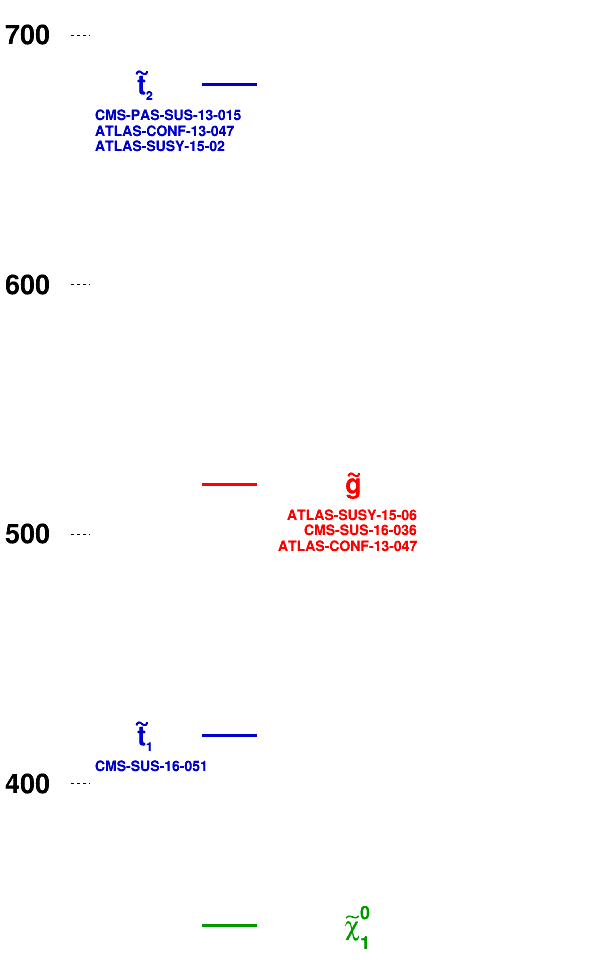 700
t̃₂
CMS-PAS-SUS-13-015
ATLAS-CONF-13-047
ATLAS-SUSY-15-02
600
g̃
ATLAS-SUSY-15-06
CMS-SUS-16-036
ATLAS-CONF-13-047
500
t̃₁
CMS-SUS-16-051
400
χ̃⁰₁